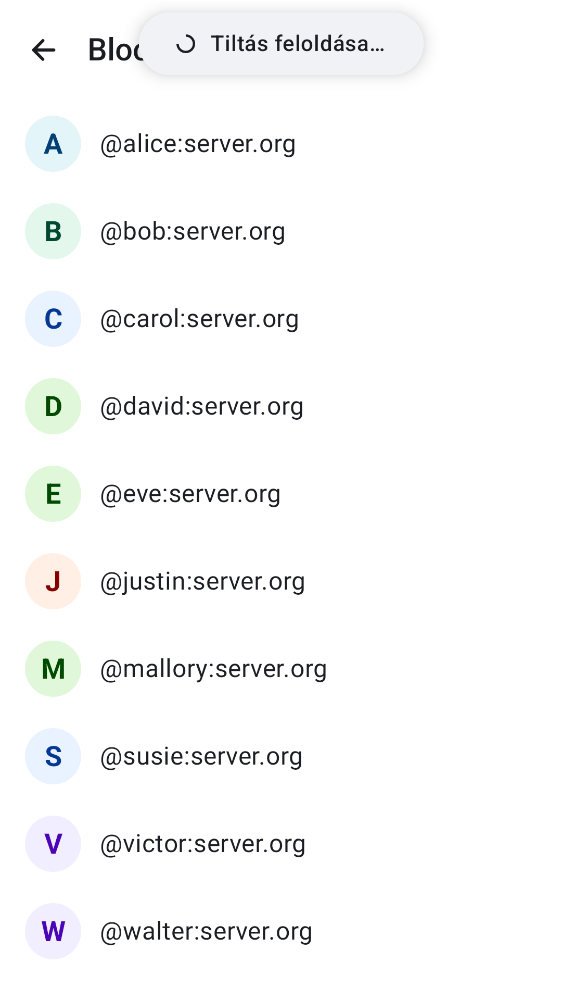 Tiltás feloldása...
A @alice:server.org
B @bob:server.org
C @carol:server.org
D @david:server.org
E @eve:server.org
J @justin:server.org
M @mallory:server.org
S @susie:server.org
V @victor:server.org
W @walter:server.org